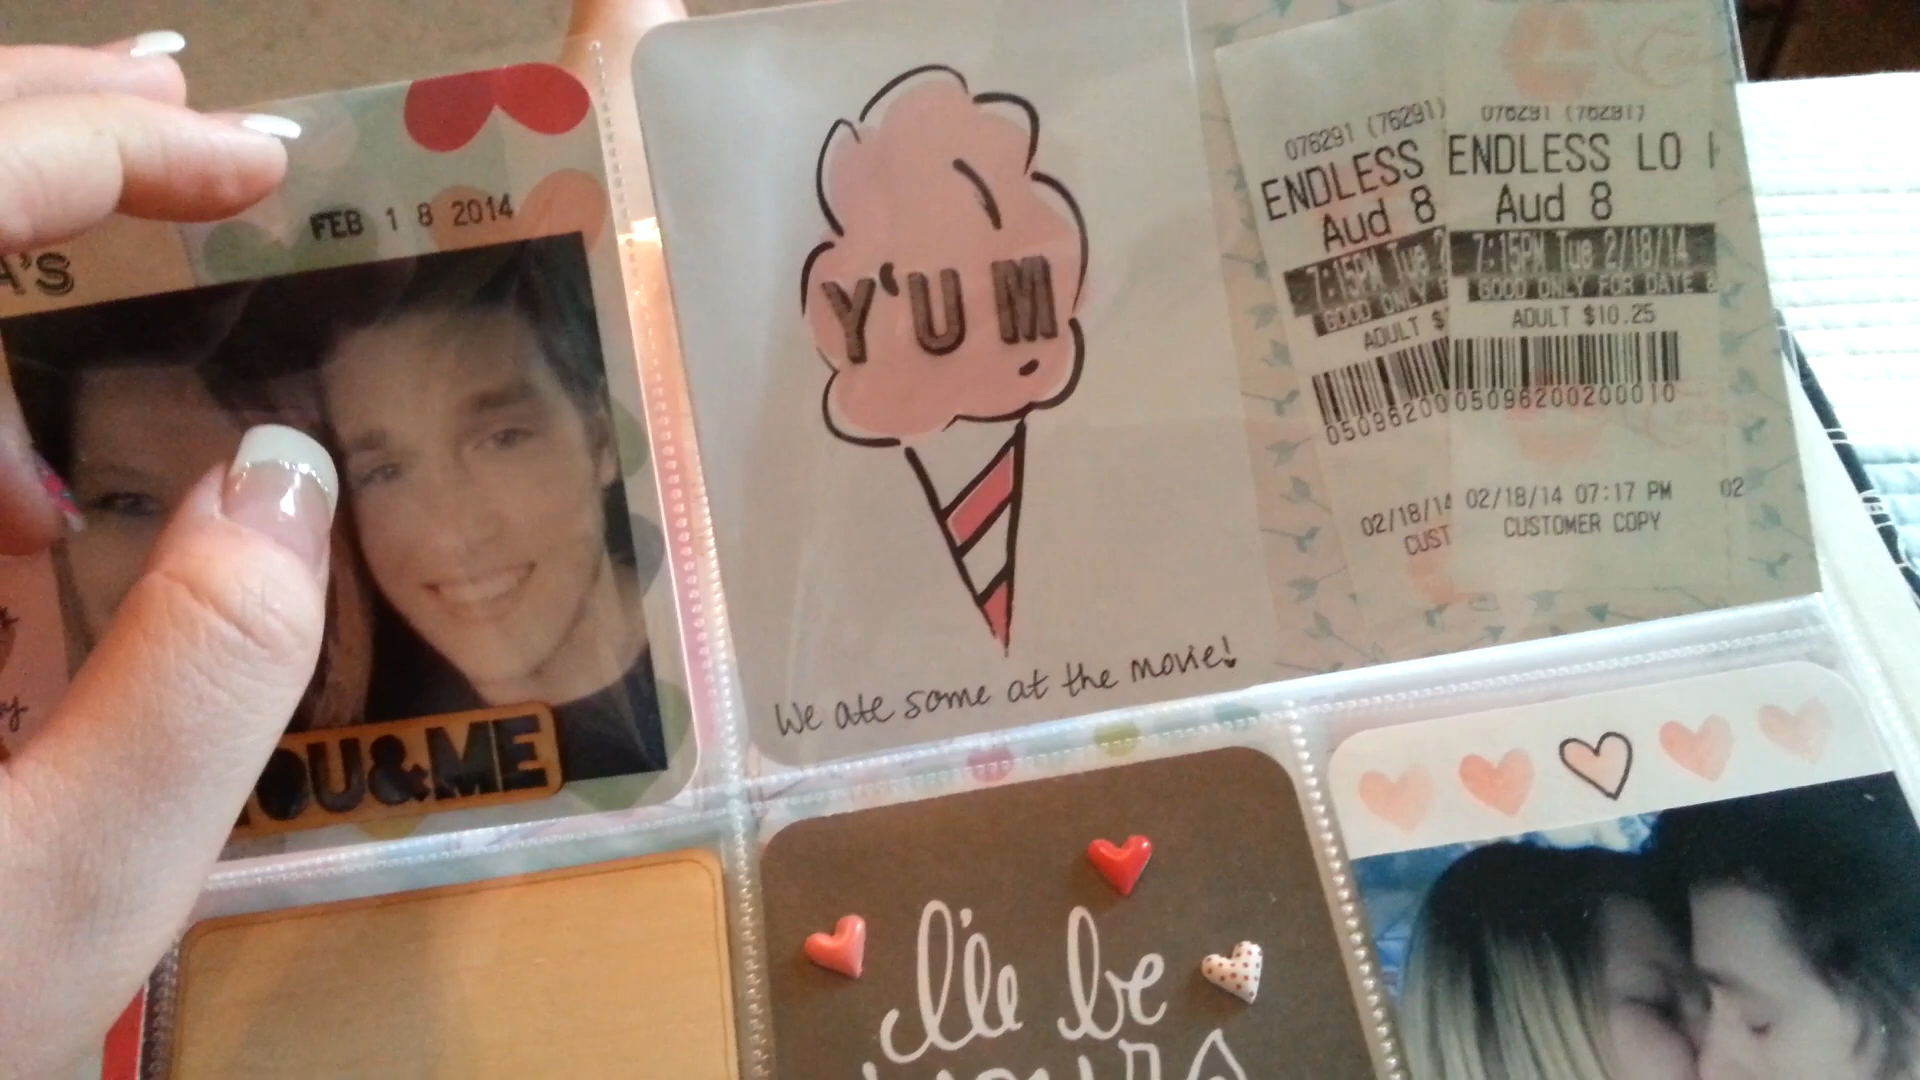 A'S
FEB 18 2014
YOU&ME
Y'UM
We ate some at the movie!
076291 (76291)
ENDLESS
Aud 8
7:15PM Tue 2
GOOD ONLY F
ADULT $
05096200
02/18/14
CUST
076291 (76291)
ENDLESS LO
Aud 8
7:15PM Tue 2/18/14
GOOD ONLY FOR DATE &
ADULT $10.25
05096200200010
02/18/14 07:17 PM
CUSTOMER COPY
02
I'll be